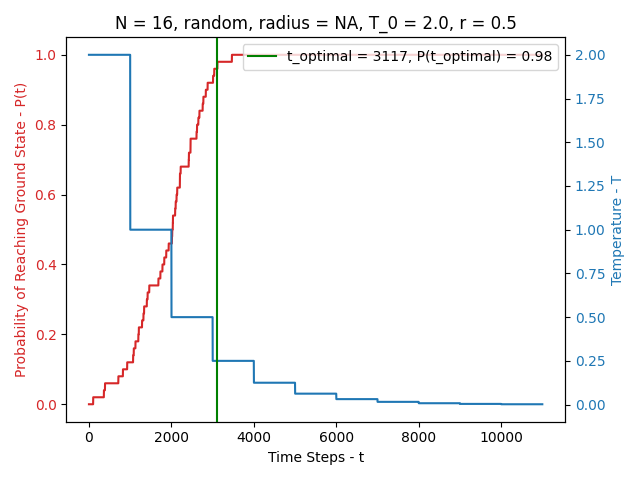 N = 16, random, radius = NA, T_0 = 2.0, r = 0.5
t_optimal = 3117, P(t_optimal) = 0.98
Probability of Reaching Ground State - P(t)
1.0
0.8
0.6
0.4
0.2
0.0
2.00
1.75
1.50
1.25
1.00
0.75
0.50
0.25
0.00
Temperature - T
0 2000 4000 6000 8000 10000
Time Steps - t